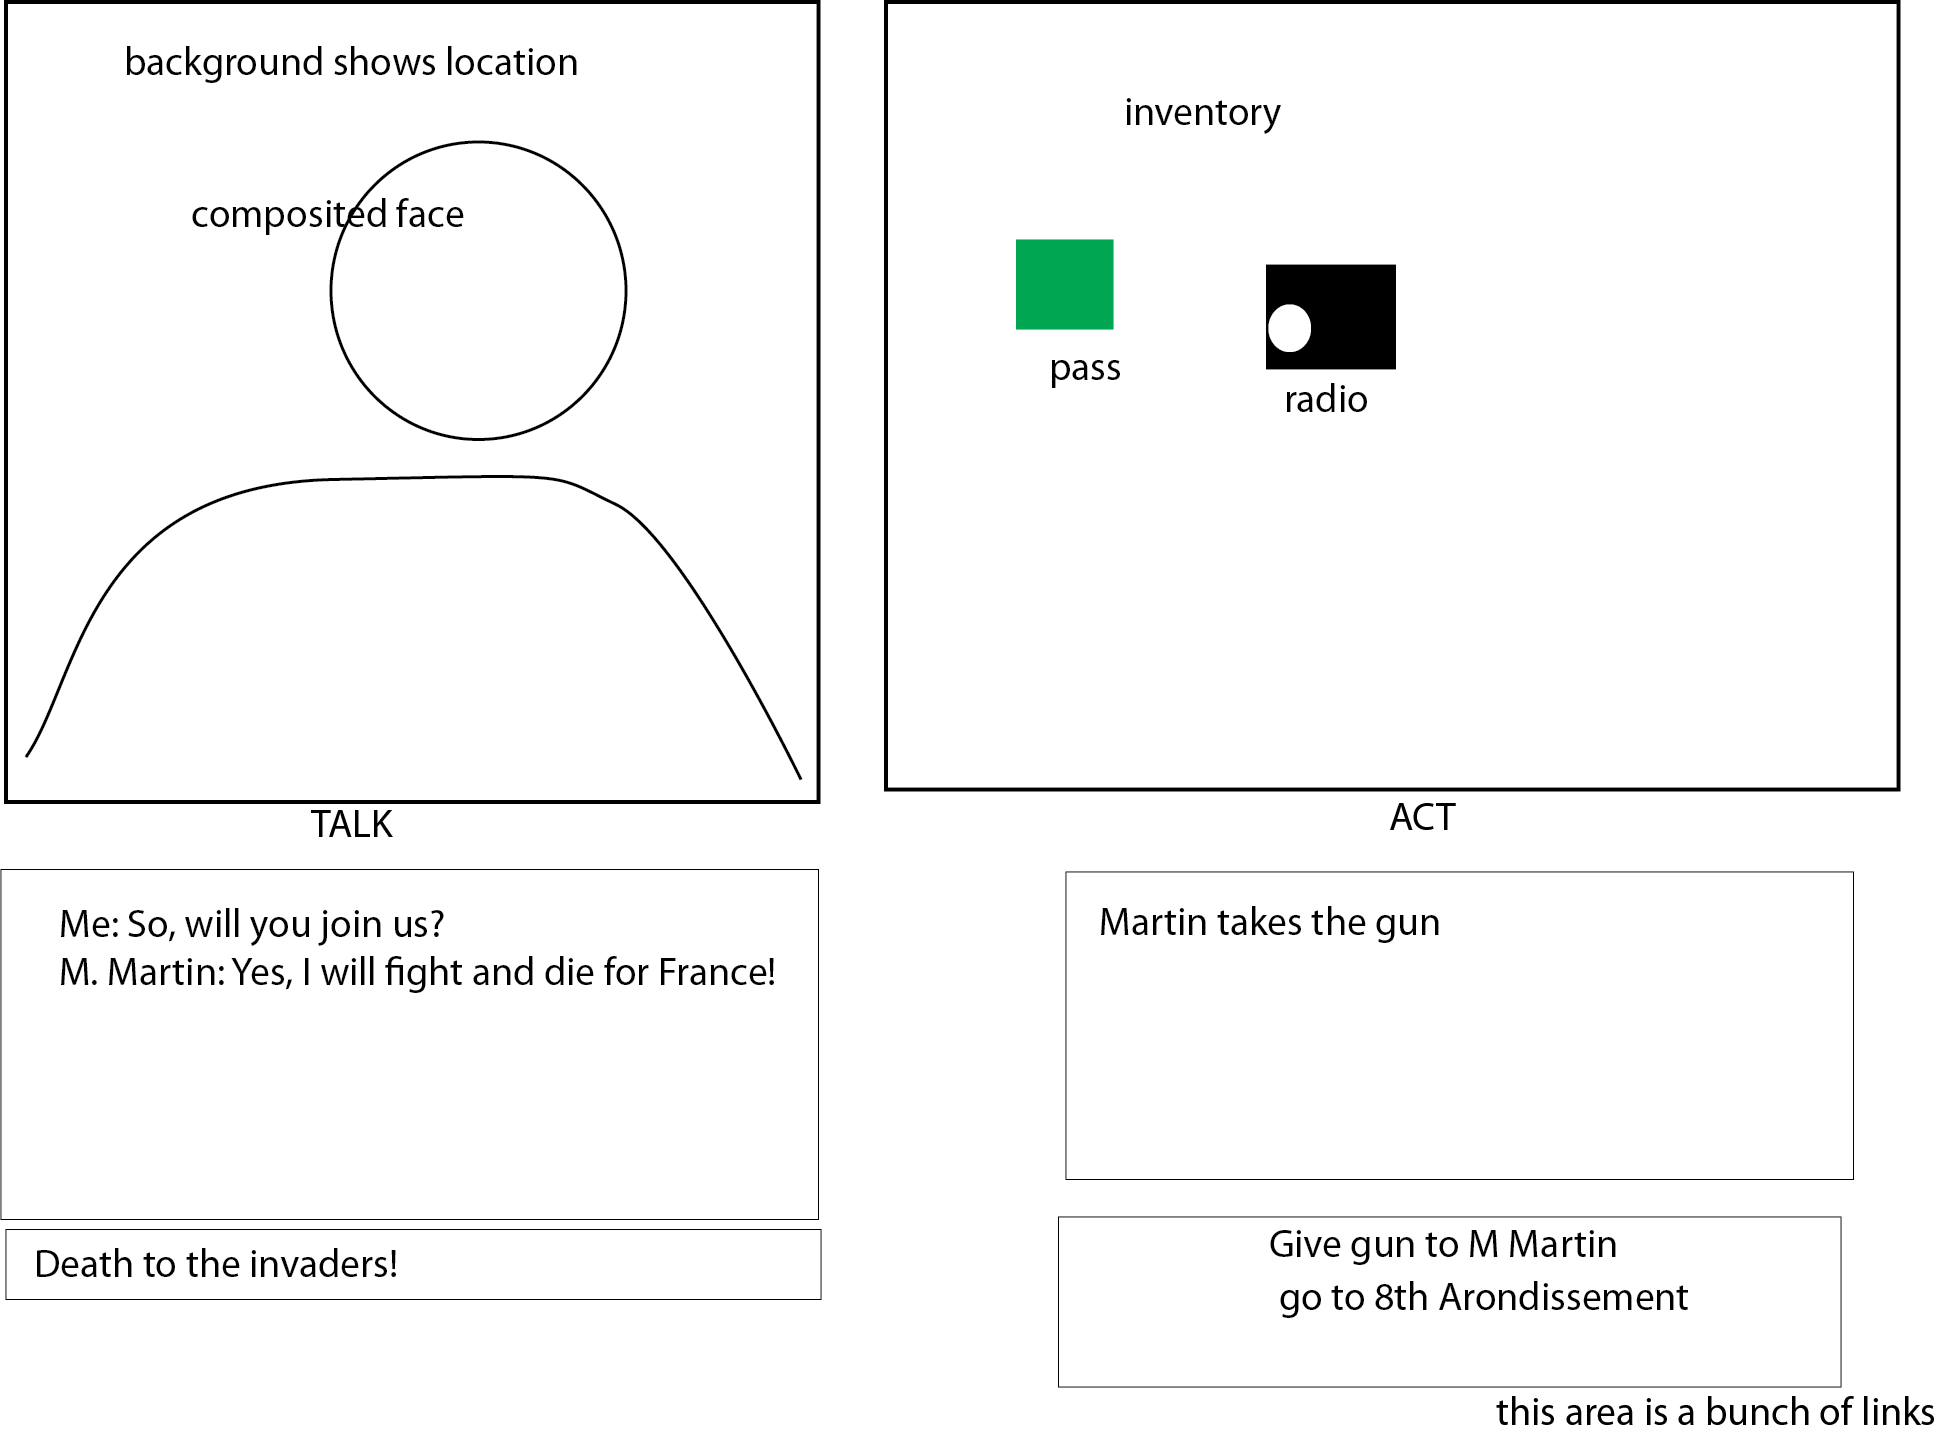 background shows location
composited face
TALK
Me: So, will you join us?
M. Martin: Yes, I will fight and die for France!
Death to the invaders!
inventory
pass
radio
ACT
Martin takes the gun
Give gun to M Martin
go to 8th Arondissement
this area is a bunch of links